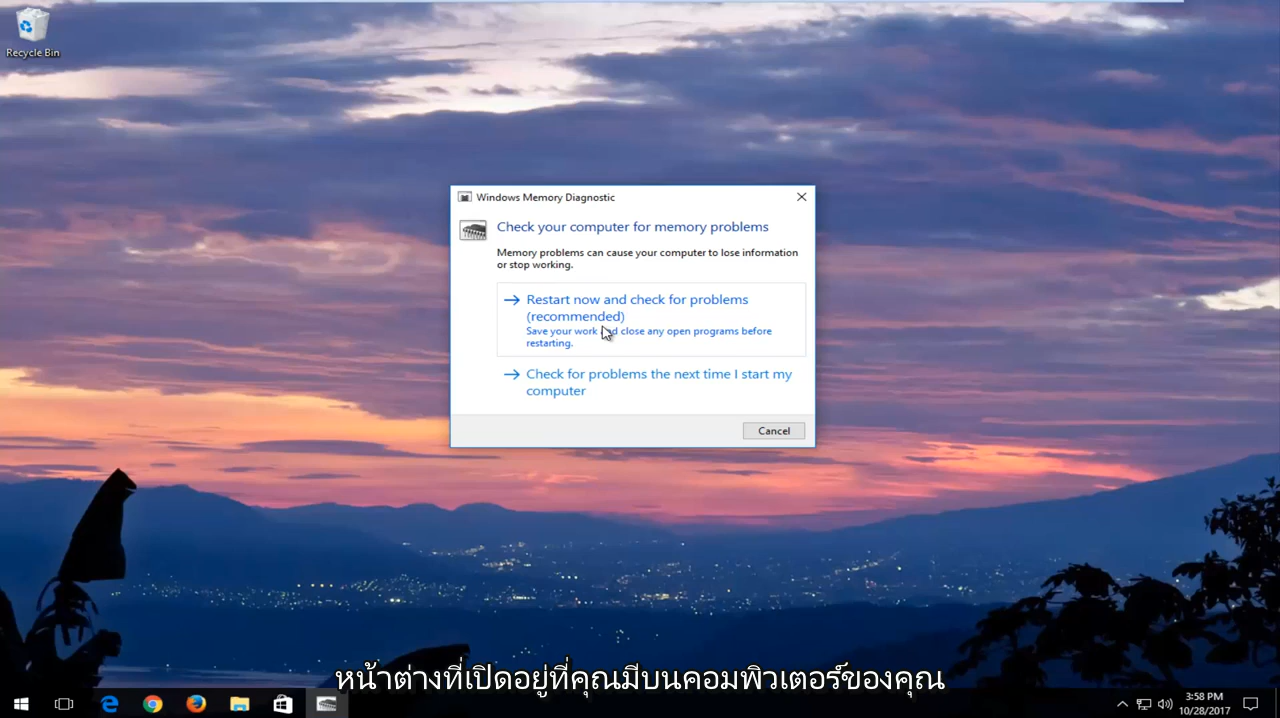 Recycle Bin
Windows Memory Diagnostic
Check your computer for memory problems
Memory problems can cause your computer to lose information
or stop working.
Restart now and check for problems
(recommended)
Save your work and close any open programs before
restarting.
Check for problems the next time I start my
computer
Cancel
หน้าต่างที่เปิดอยู่ที่คุณมีบนคอมพิวเตอร์ของคุณ
3:58 PM
10/28/2017